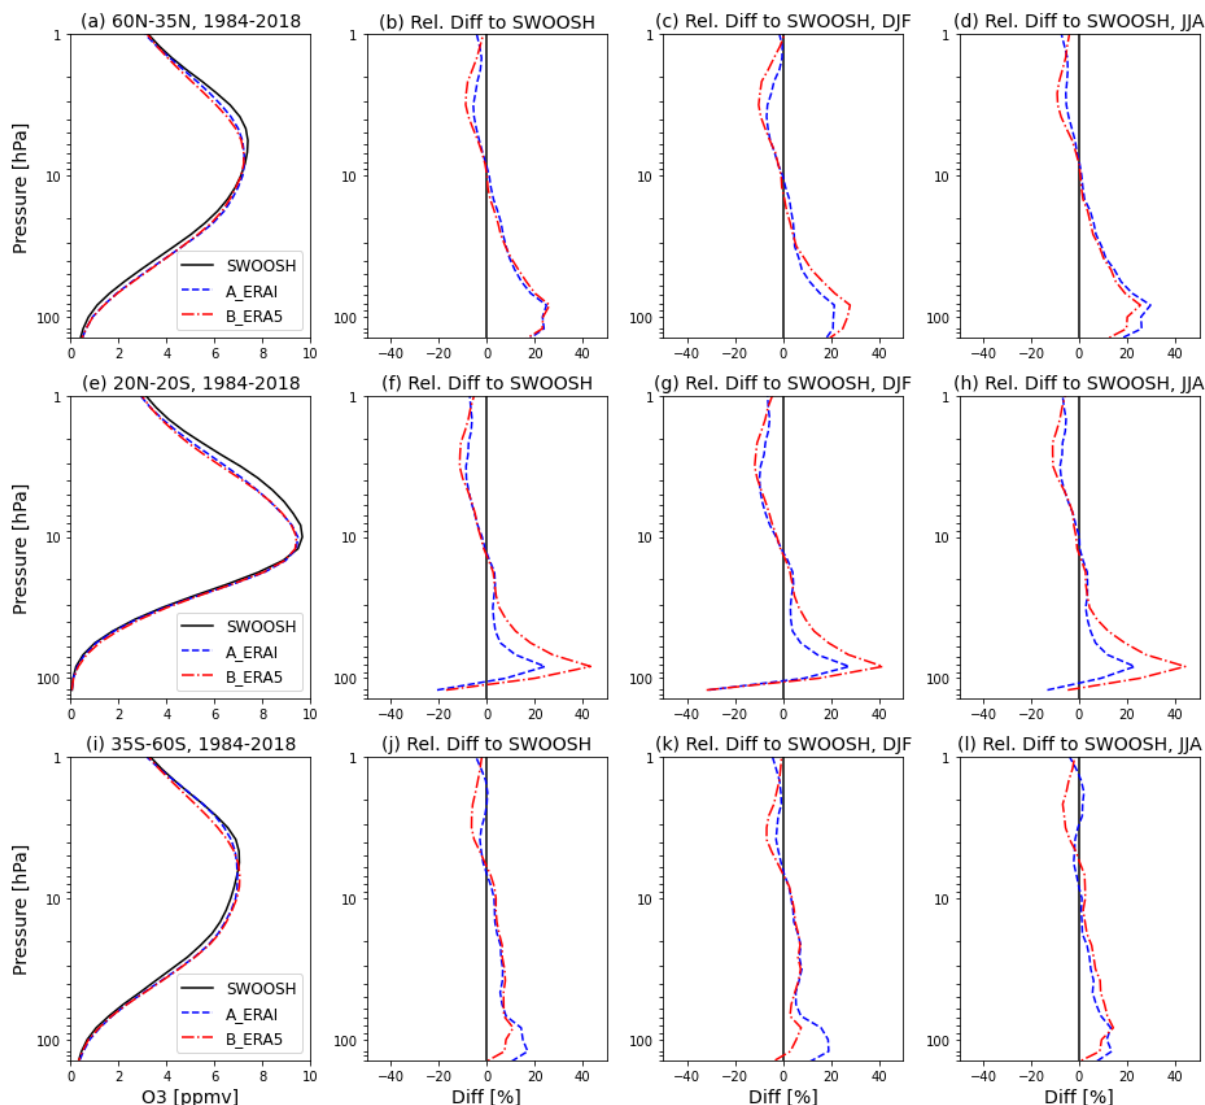 (a) 60N-35N, 1984-2018
(b) Rel. Diff to SWOOSH
(c) Rel. Diff to SWOOSH, DJF
(d) Rel. Diff to SWOOSH, JJA
Pressure [hPa]
1
10
100
SWOOSH
A_ERAI
B_ERA5
0 2 4 6 8 10
1
10
100
−40 −20 0 20 40
1
10
100
−40 −20 0 20 40
1
10
100
−40 −20 0 20 40
(e) 20N-20S, 1984-2018
(f) Rel. Diff to SWOOSH
(g) Rel. Diff to SWOOSH, DJF
(h) Rel. Diff to SWOOSH, JJA
Pressure [hPa]
1
10
100
SWOOSH
A_ERAI
B_ERA5
0 2 4 6 8 10
1
10
100
−40 −20 0 20 40
1
10
100
−40 −20 0 20 40
1
10
100
−40 −20 0 20 40
(i) 35S-60S, 1984-2018
(j) Rel. Diff to SWOOSH
(k) Rel. Diff to SWOOSH, DJF
(l) Rel. Diff to SWOOSH, JJA
Pressure [hPa]
1
10
100
SWOOSH
A_ERAI
B_ERA5
0 2 4 6 8 10
O3 [ppmv]
1
10
100
−40 −20 0 20 40
Diff [%]
1
10
100
−40 −20 0 20 40
Diff [%]
1
10
100
−40 −20 0 20 40
Diff [%]